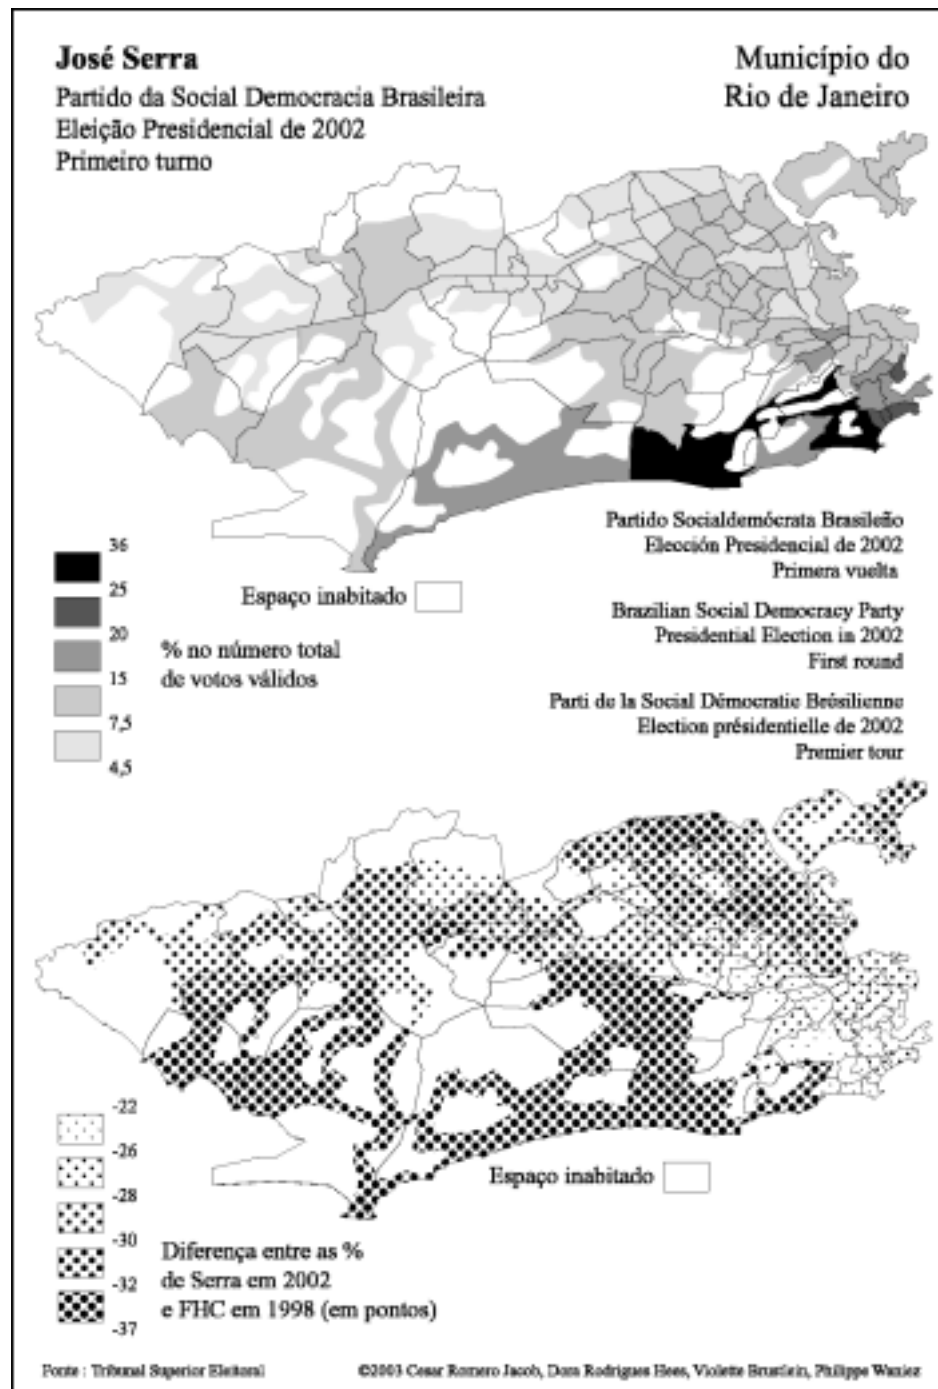 José Serra
Partido da Social Democracia Brasileira
Eleição Presidencial de 2002
Primeiro turno
Município do
Rio de Janeiro
Partido Socialdemócrata Brasileño
Elección Presidencial de 2002
Primera vuelta
Brazilian Social Democracy Party
Presidential Election in 2002
First round
Parti de la Social Démocratie Brésilienne
Election présidentielle de 2002
Premier tour
Espaço inabitado
36
25
20
15
7,5
4,5
% no número total
de votos válidos
Espaço inabitado
-22
-26
-28
-30
-32
-37
Diferença entre as %
de Serra em 2002
e FHC em 1998 (em pontos)
Fonte : Tribunal Superior Eleitoral
©2003 Cesar Romero Jacob, Dora Rodrigues Hees, Violette Brustlein, Philippe Waniez